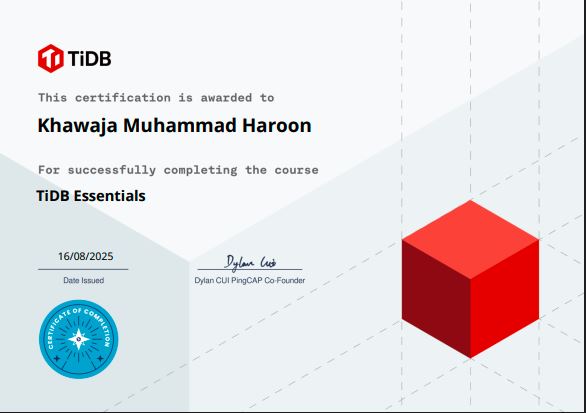 TiDB
This certification is awarded to
Khawaja Muhammad Haroon
For successfully completing the course
TiDB Essentials
16/08/2025
Date Issued
Dylan Cui
Dylan CUI PingCAP Co-Founder
CERTIFICATE OF COMPLETION